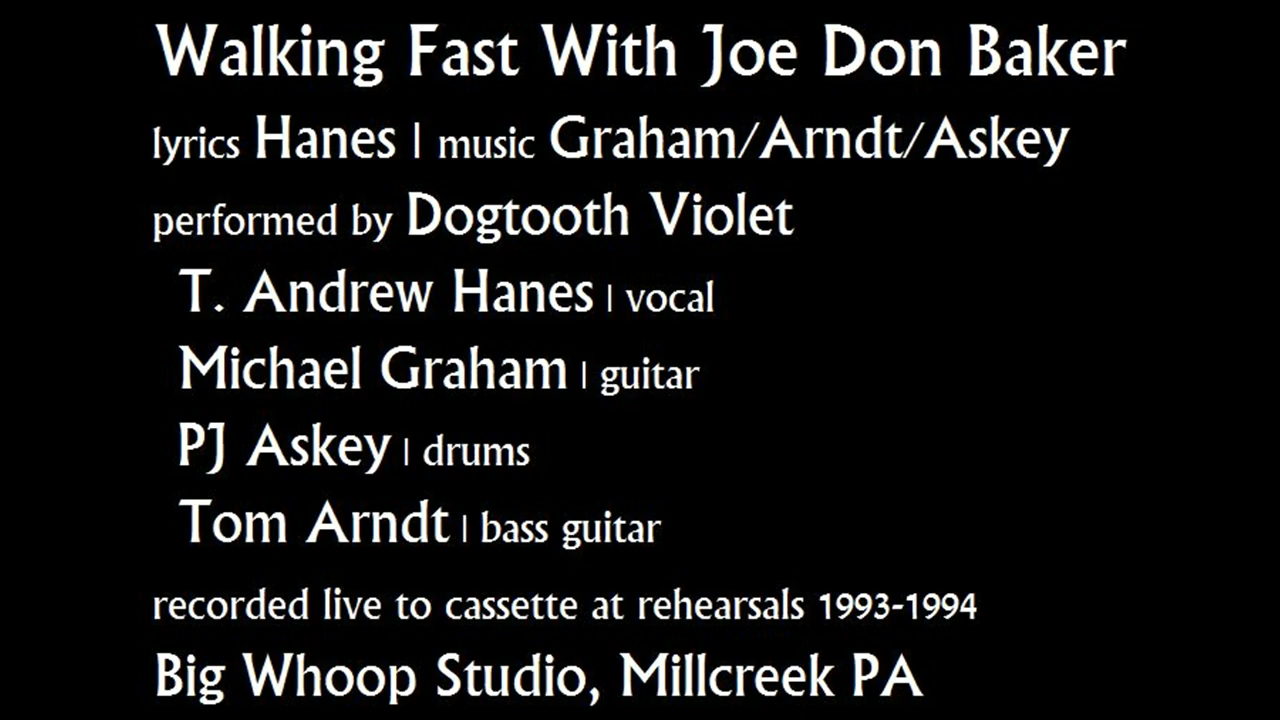 Walking Fast With Joe Don Baker
lyrics Hanes | music Graham/Arndt/Askey
performed by Dogtooth Violet
T. Andrew Hanes | vocal
Michael Graham | guitar
PJ Askey | drums
Tom Arndt | bass guitar
recorded live to cassette at rehearsals 1993-1994
Big Whoop Studio, Millcreek PA